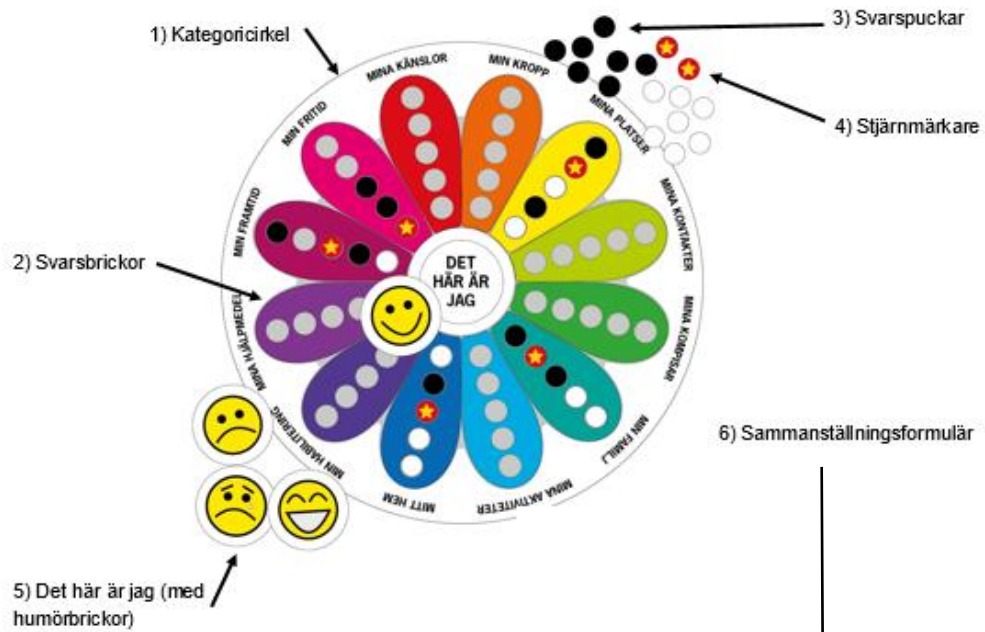 1) Kategoricirkel
3) Svarspuckar
4) Stjärnmärkare
2) Svarsbrickor
5) Det här är jag (med
humörbrickor)
6) Sammanställningsformulär
DET
HÄR ÄR
JAG
MINA KÄNSLOR
MIN KROPP
MINA PLATSER
MINA KONTAKTER
MINA KOMPISAR
MIN FAMILJ
MINA AKTIVITETER
MITT HEM
MIN HABILITERING
MINA HJÄLPMEDEL
MIN FRAMTID
MIN FRITID